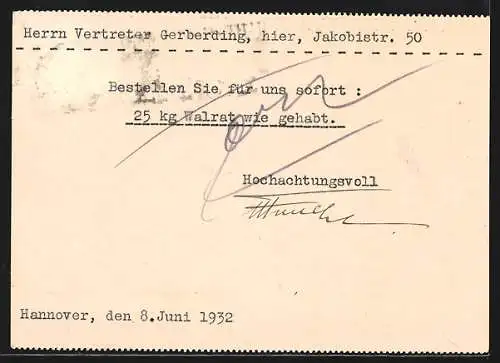 Herrn Vertreter Gerberding, hier, Jakobistr. 50
Bestellen Sie für uns sofort :
25 kg Walrat wie gehabt.
Hochachtungsvoll
Hannover, den 8.Juni 1932